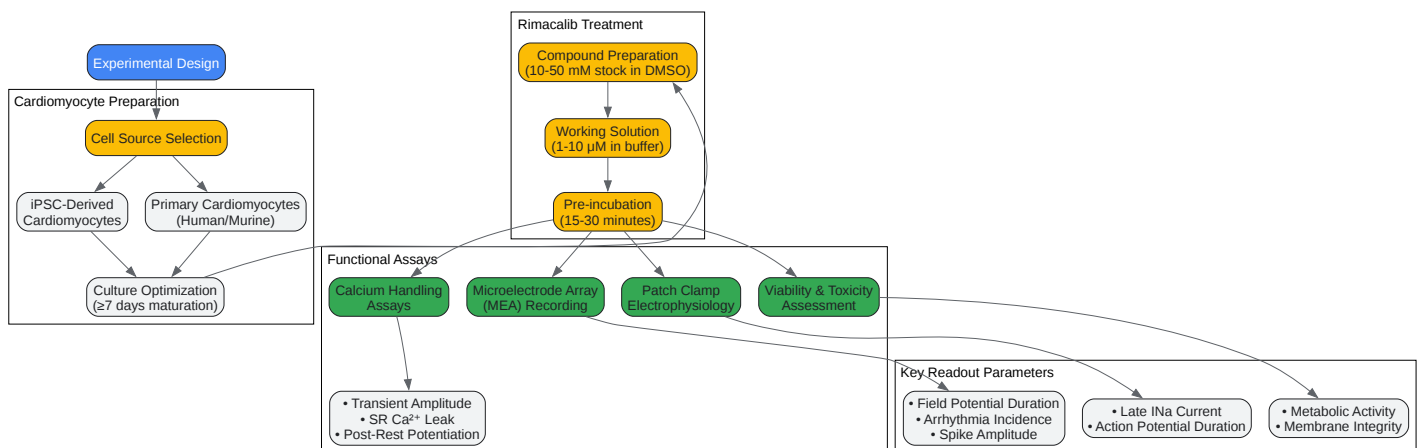 Experimental Design
Cardiomyocyte Preparation
Cell Source Selection
iPSC-Derived
Cardiomyocytes
Primary Cardiomyocytes
(Human/Murine)
Culture Optimization
(≥7 days maturation)
Rimacalib Treatment
Compound Preparation
(10-50 mM stock in DMSO)
Working Solution
(1-10 μM in buffer)
Pre-incubation
(15-30 minutes)
Functional Assays
Calcium Handling
Assays
Microelectrode Array
(MEA) Recording
Patch Clamp
Electrophysiology
Viability & Toxicity
Assessment
• Transient Amplitude
• SR Ca²⁺ Leak
• Post-Rest Potentiation
Key Readout Parameters
• Field Potential Duration
• Arrhythmia Incidence
• Spike Amplitude
• Late INa Current
• Action Potential Duration
• Metabolic Activity
• Membrane Integrity